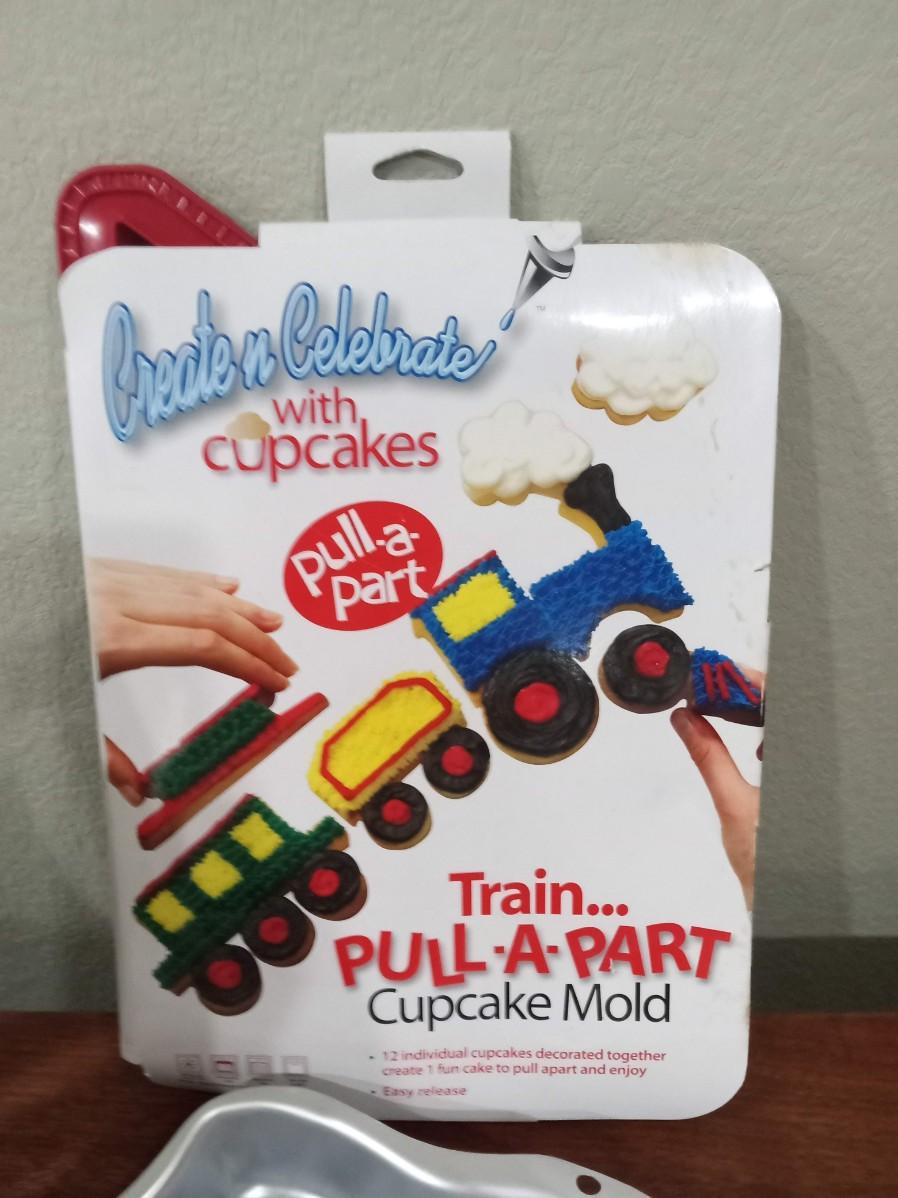 Create n Celebrate™
with
cupcakes
pull-a-
part
Train...
PULL-A-PART
Cupcake Mold
• 12 individual cupcakes decorated together
create 1 fun cake to pull apart and enjoy
• Easy release